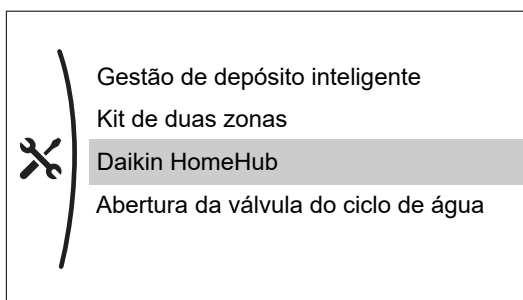 Gestão de depósito inteligente
Kit de duas zonas
Daikin HomeHub
Abertura da válvula do ciclo de água